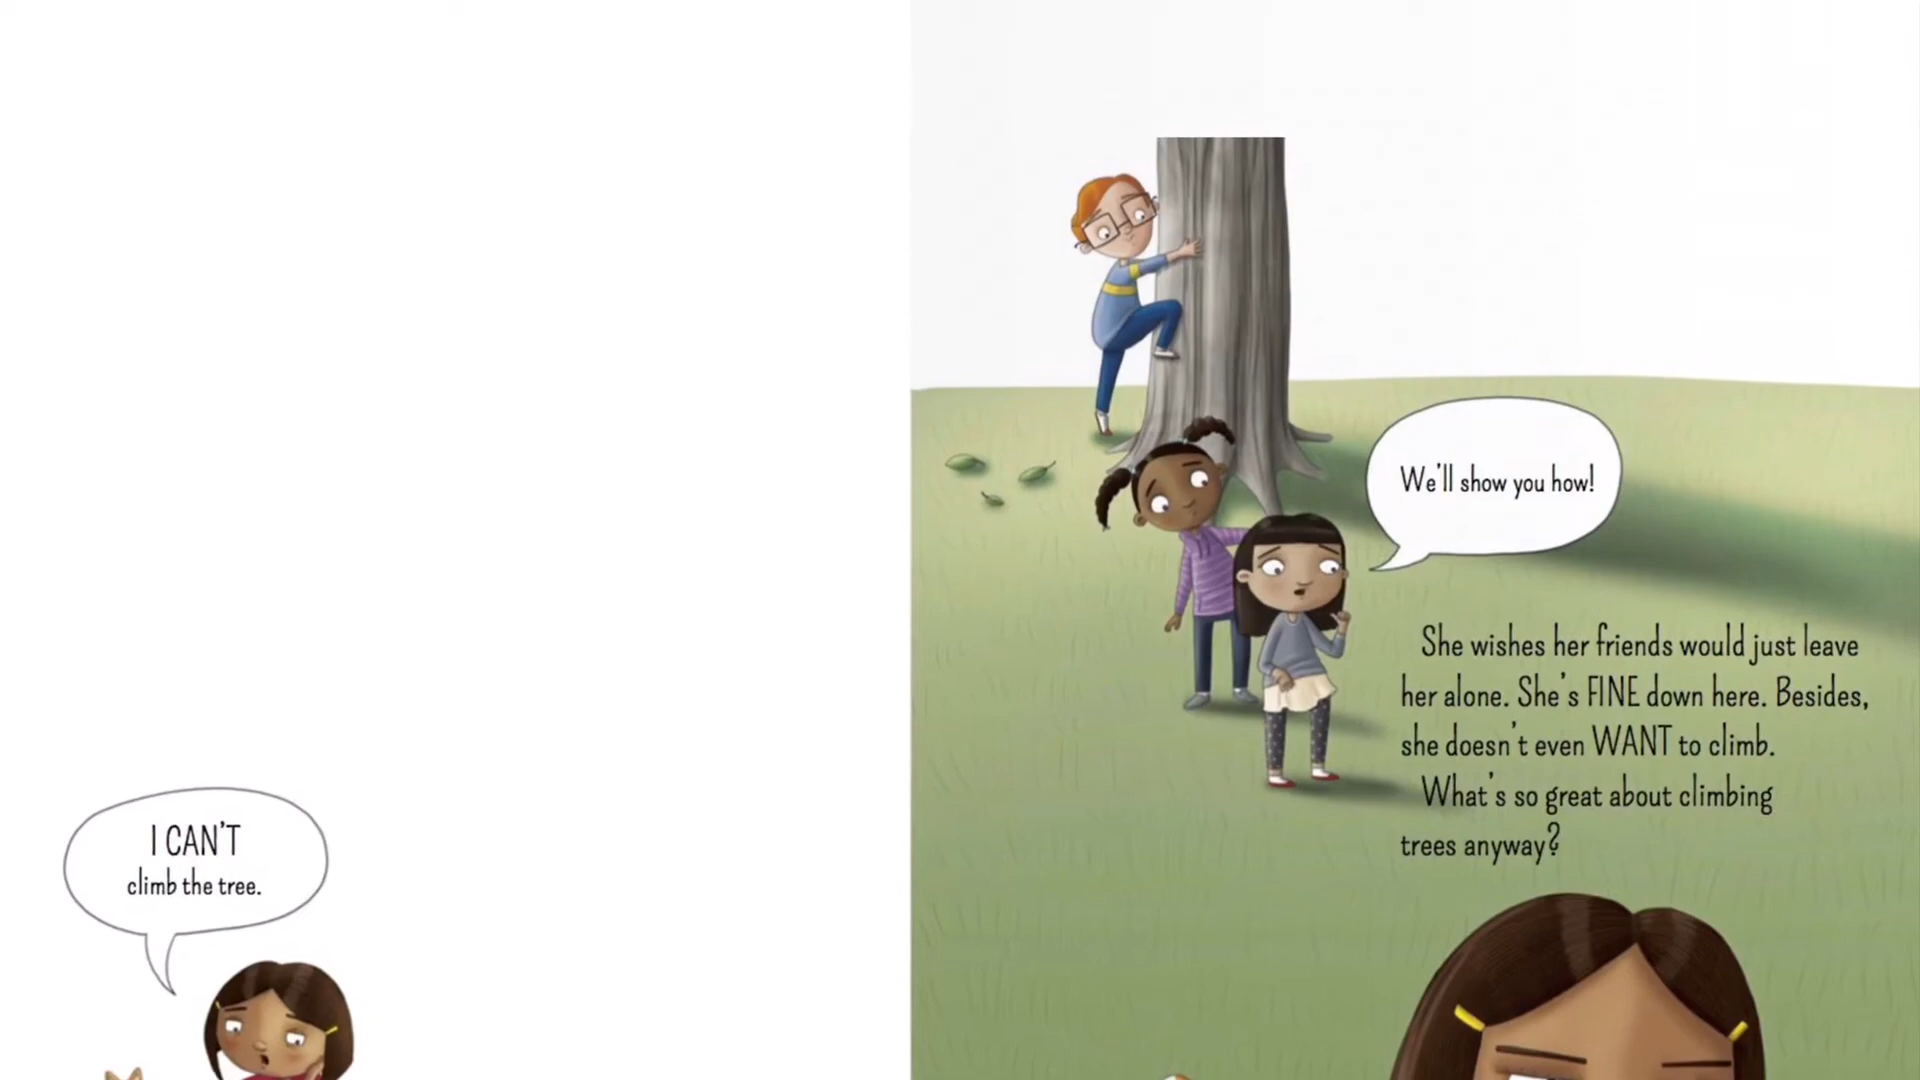 I CAN'T
climb the tree.
We'll show you how!
She wishes her friends would just leave
her alone. She's FINE down here. Besides,
she doesn't even WANT to climb.
What's so great about climbing
trees anyway?